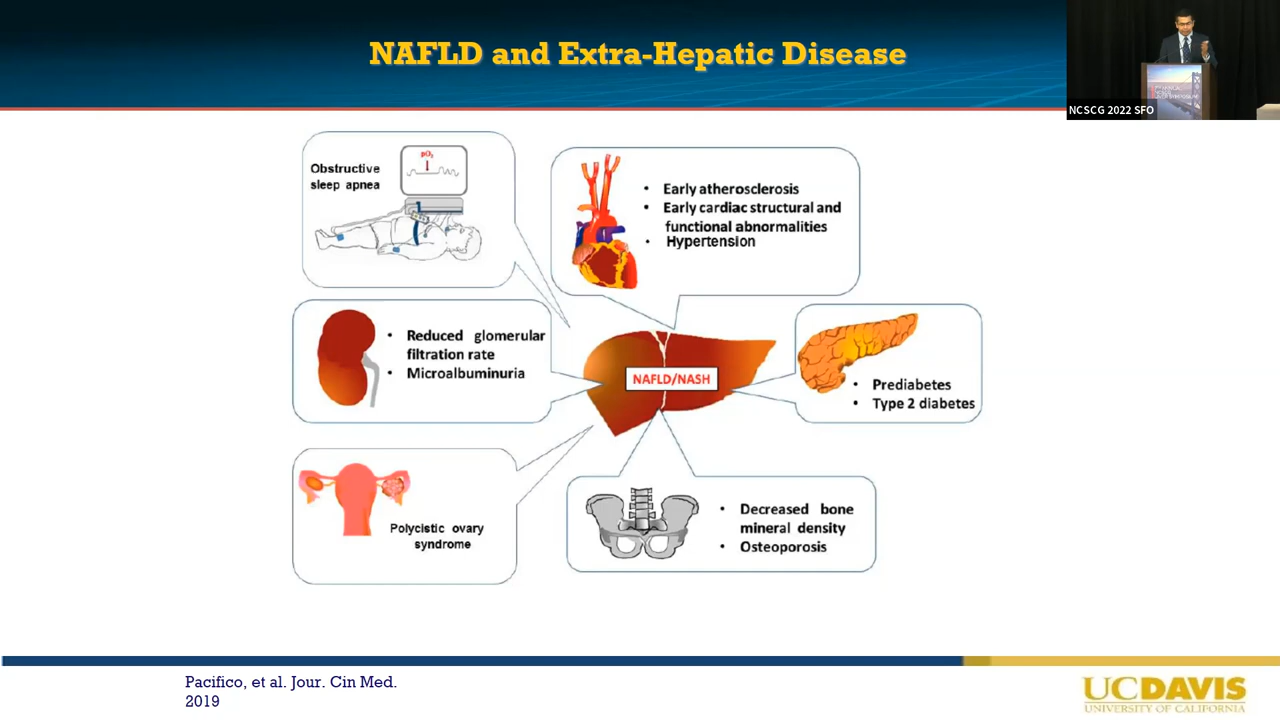 NAFLD and Extra-Hepatic Disease
NCSCG 2022 SFO
Obstructive
sleep apnea
pO₂
• Early atherosclerosis
• Early cardiac structural and
functional abnormalities
• Hypertension
• Reduced glomerular
filtration rate
• Microalbuminuria
NAFLD/NASH
• Prediabetes
• Type 2 diabetes
Polycistic ovary
syndrome
• Decreased bone
mineral density
• Osteoporosis
Pacifico, et al. Jour. Cin Med.
2019
UCDAVIS
UNIVERSITY OF CALIFORNIA